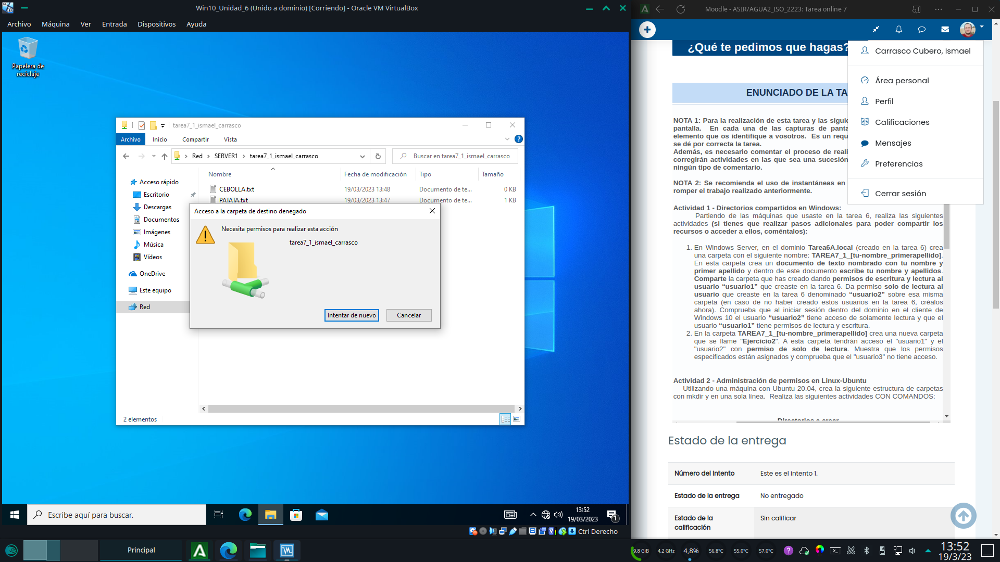 Win10_Unidad_6 (Unido a dominio) [Corriendo] - Oracle VM VirtualBox
Archivo Máquina Ver Entrada Dispositivos Ayuda
Papelera de
reciclaje
tarea7_1_ismael_carrasco
Archivo Inicio Compartir Vista
Red SERVER1 tarea7_1_ismael_carrasco
Buscar en tarea7_1_ismael_carrasco
Nombre Fecha de modificación Tipo Tamaño
CEBOLLA.txt 19/03/2023 13:48 Documento de te... 0 KB
PATATA.txt 19/03/2023 13:47 Documento de te... 1 KB
Acceso rápido
Escritorio
Descargas
Documentos
Imágenes
Música
Vídeos
OneDrive
Este equipo
Red
2 elementos
Acceso a la carpeta de destino denegado
Necesita permisos para realizar esta acción
tarea7_1_ismael_carrasco
Intentar de nuevo Cancelar
Escribe aquí para buscar.
13:52
19/03/2023
1
Ctrl Derecho
Moodle - ASIR/AGUA2_ISO_2223: Tarea online 7
¿Qué te pedimos que hagas?
Carrasco Cubero, Ismael
Área personal
Perfil
Calificaciones
Mensajes
Preferencias
Cerrar sesión
ENUNCIADO DE LA TA
NOTA 1: Para la realización de esta tarea y las siguie
pantalla. En cada una de las capturas de panta
elemento que os identifique a vosotros. Es un requ
se dé por correcta la tarea.
Además, es necesario comentar el proceso de reali
corregirán actividades en las que sea una sucesión
ningún tipo de comentario.
NOTA 2: Se recomienda el uso de instantáneas en
romper el trabajo realizado anteriormente.
Actividad 1 - Directorios compartidos en Windows:
Partiendo de las máquinas que usaste en la tarea 6, realiza las siguientes
actividades (si tienes que realizar pasos adicionales para poder compartir los
recursos o acceder a ellos, coméntalos):
1. En Windows Server, en el dominio Tarea6A.local (creado en la tarea 6) crea
una carpeta con el siguiente nombre: TAREA7_1_[tu-nombre_primerapellido].
En esta carpeta crea un documento de texto nombrado con tu nombre y
primer apellido y dentro de este documento escribe tu nombre y apellidos.
Comparte la carpeta que has creado dando permisos de escritura y lectura al
usuario “usuario1” que creaste en la tarea 6. Da permiso solo de lectura al
usuario que creaste en la tarea 6 denominado “usuario2” sobre esa misma
carpeta (en caso de no haber creado estos usuarios en la tarea 6, créalos
ahora). Comprueba que al iniciar sesión dentro del dominio en el cliente de
Windows 10 el usuario “usuario2” tiene acceso de solamente lectura y que el
usuario “usuario1” tiene permisos de lectura y escritura.
2. En la carpeta TAREA7_1_[tu-nombre_primerapellido] crea una nueva carpeta
que se llame "Ejercicio2". A esta carpeta tendrán acceso el "usuario1" y el
"usuario2" con permiso de solo de lectura. Muestra que los permisos
especificados están asignados y comprueba que el "usuario3" no tiene acceso.
Actividad 2 - Administración de permisos en Linux-Ubuntu
Utilizando una máquina con Ubuntu 20.04, crea la siguiente estructura de carpetas
con mkdir y en una sola línea. Realiza las siguientes actividades CON COMANDOS:
Directorios a crear
Estado de la entrega
Número del intento Este es el intento 1.
Estado de la entrega No entregado
Estado de la
calificación
Sin calificar
Principal
9,8 GiB 4,2 GHz 4,8% 56,8°C 55,0°C 57,0°C
13:52
19/3/23